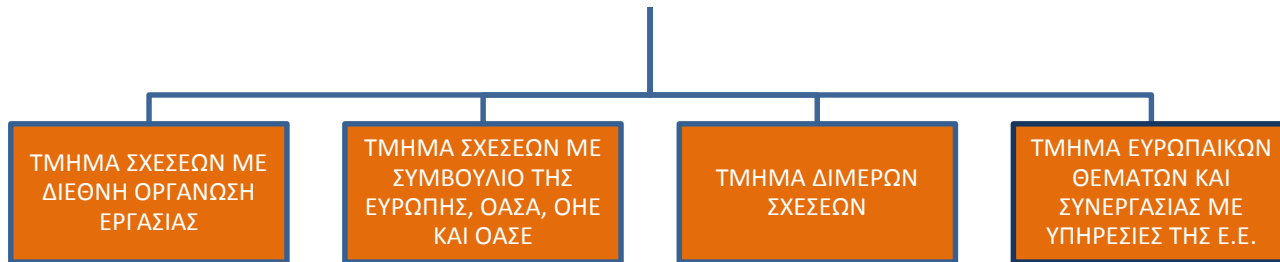 ΤΜΗΜΑ ΣΧΕΣΕΩΝ ΜΕ
ΔΙΕΘΝΗ ΟΡΓΑΝΩΣΗ
ΕΡΓΑΣΙΑΣ
ΤΜΗΜΑ ΣΧΕΣΕΩΝ ΜΕ
ΣΥΜΒΟΥΛΙΟ ΤΗΣ
ΕΥΡΩΠΗΣ, ΟΑΣΑ, ΟΗΕ
ΚΑΙ ΟΑΣΕ
ΤΜΗΜΑ ΔΙΜΕΡΩΝ
ΣΧΕΣΕΩΝ
ΤΜΗΜΑ ΕΥΡΩΠΑΙΚΩΝ
ΘΕΜΑΤΩΝ ΚΑΙ
ΣΥΝΕΡΓΑΣΙΑΣ ΜΕ
ΥΠΗΡΕΣΙΕΣ ΤΗΣ Ε.Ε.